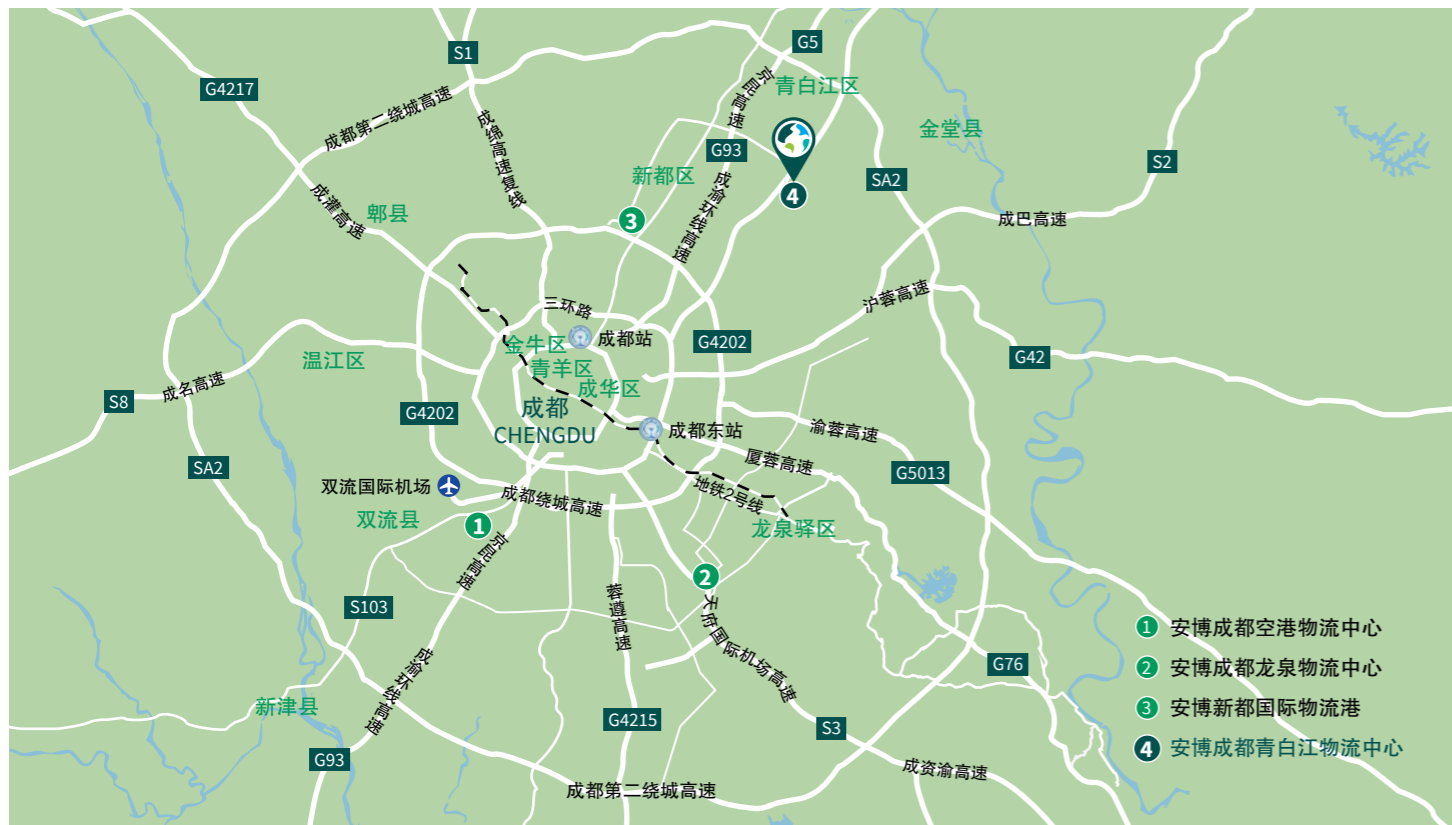 G5
S1
京昆高速
青白江区
G4217
成都第二绕城高速
成绵高速复线
金堂县
G93
S2
新都区
SA2
4
成渝环线高速
成灌高速
郫县
3
成巴高速
三环路
沪蓉高速
金牛区
成都站
G4202
G42
温江区
青羊区
成华区
成名高速
S8
成都
CHENGDU
G4202
成都东站
渝蓉高速
厦蓉高速
SA2
G5013
双流国际机场
成都绕城高速
地铁2号线
双流县
1
龙泉驿区
京昆高速
2
S103
蓉遵高速
天府国际机场高速
1 安博成都空港物流中心
G76
2 安博成都龙泉物流中心
成渝环线高速
新津县
3 安博新都国际物流港
G4215
S3
4 安博成都青白江物流中心
G93
成资渝高速
成都第二绕城高速